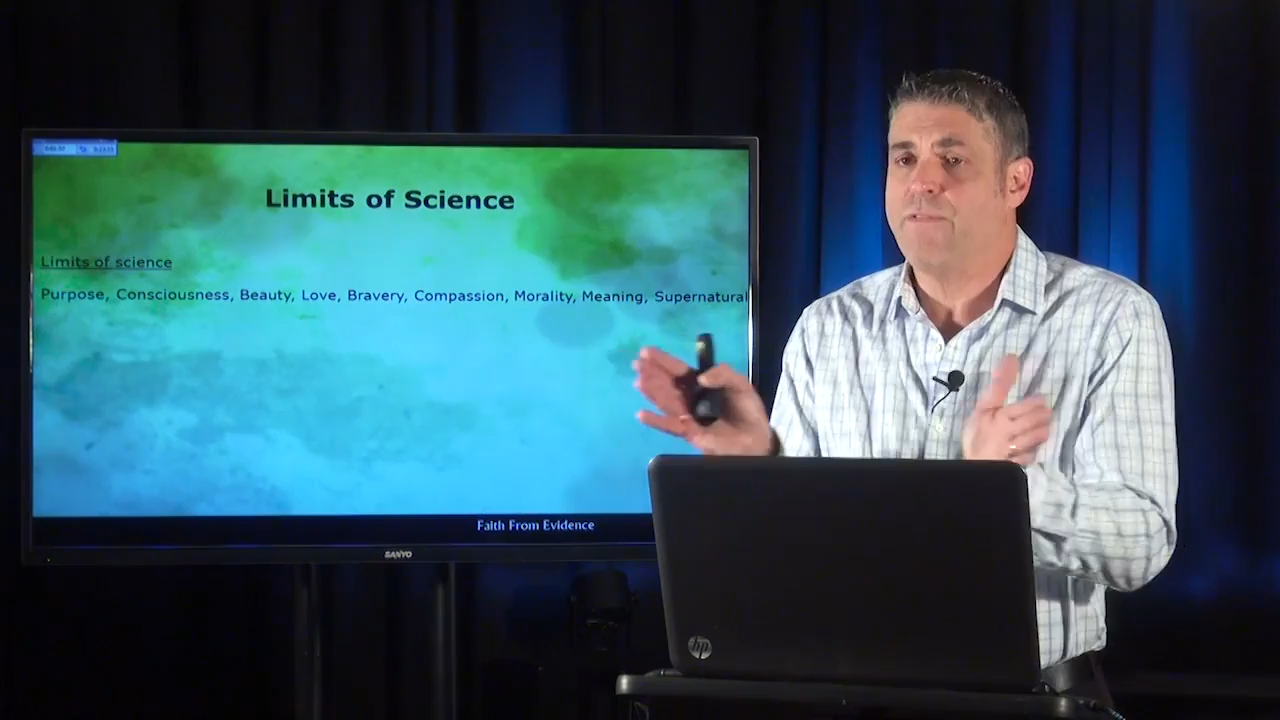 Limits of Science
Limits of science
Purpose, Consciousness, Beauty, Love, Bravery, Compassion, Morality, Meaning, Supernatural
Faith From Evidence
SANYO
hp